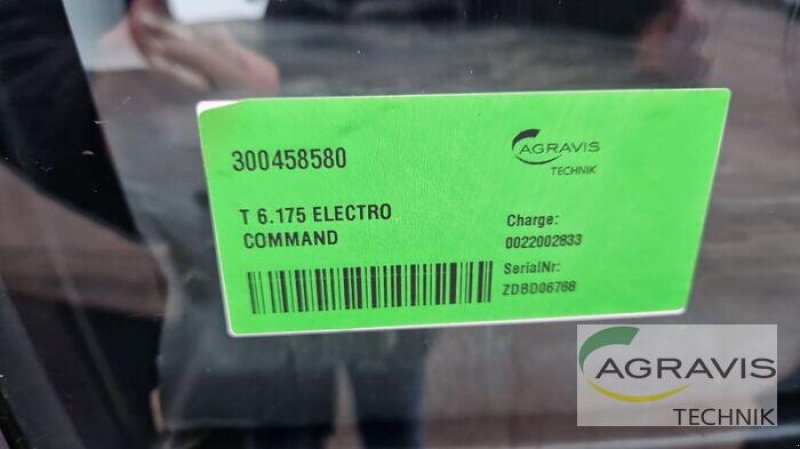 300458580
AGRAVIS
TECHNIK
T 6.175 ELECTRO
COMMAND
Charge:
0022002833
SerialNr:
ZDBD06768
AGRAVIS
TECHNIK